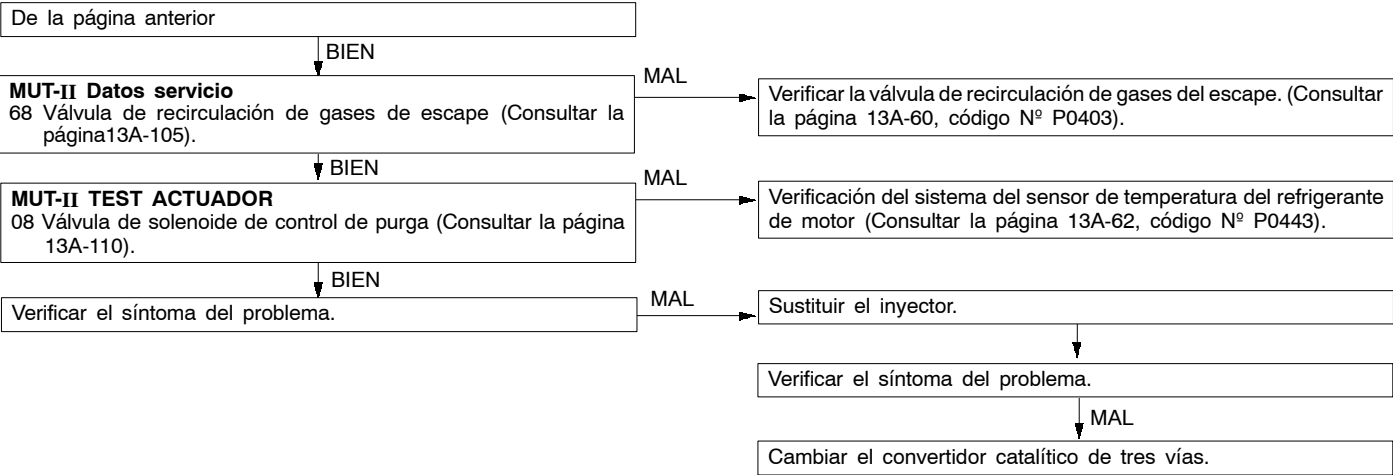 De la página anterior
BIEN
MUT-II Datos servicio
68 Válvula de recirculación de gases de escape (Consultar la
página13A-105).
MAL
Verificar la válvula de recirculación de gases del escape. (Consultar
la página 13A-60, código Nº P0403).
BIEN
MUT-II TEST ACTUADOR
08 Válvula de solenoide de control de purga (Consultar la página
13A-110).
MAL
Verificación del sistema del sensor de temperatura del refrigerante
de motor (Consultar la página 13A-62, código Nº P0443).
BIEN
Verificar el síntoma del problema.
MAL
Sustituir el inyector.
Verificar el síntoma del problema.
MAL
Cambiar el convertidor catalítico de tres vías.